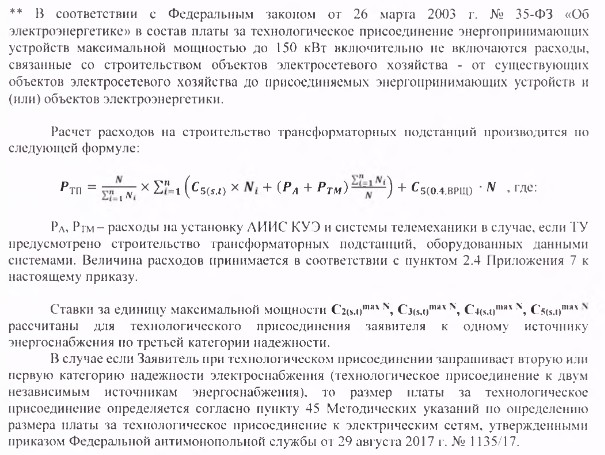 ** В соответствии с Федеральным законом от 26 марта 2003 г. № 35-ФЗ «Об
электроэнергетике» в состав платы за технологическое присоединение энергопринимающих
устройств максимальной мощностью до 150 кВт включительно не включаются расходы,
связанные со строительством объектов электросетевого хозяйства - от существующих
объектов электросетевого хозяйства до присоединяемых энергопринимающих устройств и
(или) объектов электроэнергетики.
Расчет расходов на строительство трансформаторных подстанций производится по
следующей формуле:
P_ТП = N / ∑_{i=1}^{n} N_i × ∑_{i=1}^{n} (C_{5(s,t)} × N_i + (P_А + P_ТМ) ∑_{i=1}^{n} N_i / N) + C_{5(0.4,ВРЩ)} · N , где:
Р_А, Р_ТМ – расходы на установку АИИС КУЭ и системы телемеханики в случае, если ТУ
предусмотрено строительство трансформаторных подстанций, оборудованных данными
системами. Величина расходов принимается в соответствии с пунктом 2.4 Приложения 7 к
настоящему приказу.
Ставки за единицу максимальной мощности C_{2(s,t)}^{max N}, C_{3(s,t)}^{max N}, C_{4(s,t)}^{max N}, C_{5(s,t)}^{max N}
рассчитаны для технологического присоединения заявителя к одному источнику
энергоснабжения по третьей категории надежности.
В случае если Заявитель при технологическом присоединении запрашивает вторую или
первую категорию надежности электроснабжения (технологическое присоединение к двум
независимым источникам энергоснабжения), то размер платы за технологическое
присоединение определяется согласно пункту 45 Методических указаний по определению
размера платы за технологическое присоединение к электрическим сетям, утвержденными
приказом Федеральной антимонопольной службы от 29 августа 2017 г. № 1135/17.